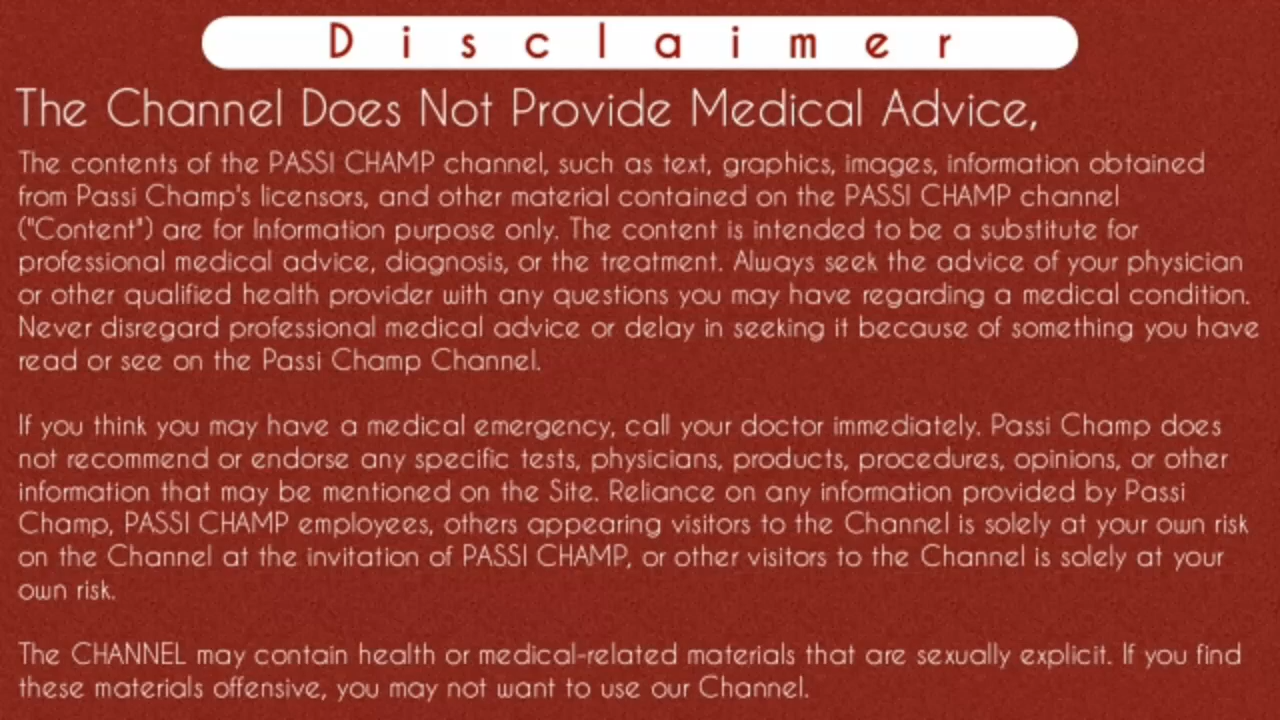 Disclaimer
The Channel Does Not Provide Medical Advice,
The contents of the PASSI CHAMP channel, such as text, graphics, images, information obtained
from Passi Champ's licensors, and other material contained on the PASSI CHAMP channel
("Content") are for Information purpose only. The content is intended to be a substitute for
professional medical advice, diagnosis, or the treatment. Always seek the advice of your physician
or other qualified health provider with any questions you may have regarding a medical condition.
Never disregard professional medical advice or delay in seeking it because of something you have
read or see on the Passi Champ Channel.
If you think you may have a medical emergency, call your doctor immediately. Passi Champ does
not recommend or endorse any specific tests, physicians, products, procedures, opinions, or other
information that may be mentioned on the Site. Reliance on any information provided by Passi
Champ, PASSI CHAMP employees, others appearing visitors to the Channel is solely at your own risk
on the Channel at the invitation of PASSI CHAMP, or other visitors to the Channel is solely at your
own risk.
The CHANNEL may contain health or medical-related materials that are sexually explicit. If you find
these materials offensive, you may not want to use our Channel.